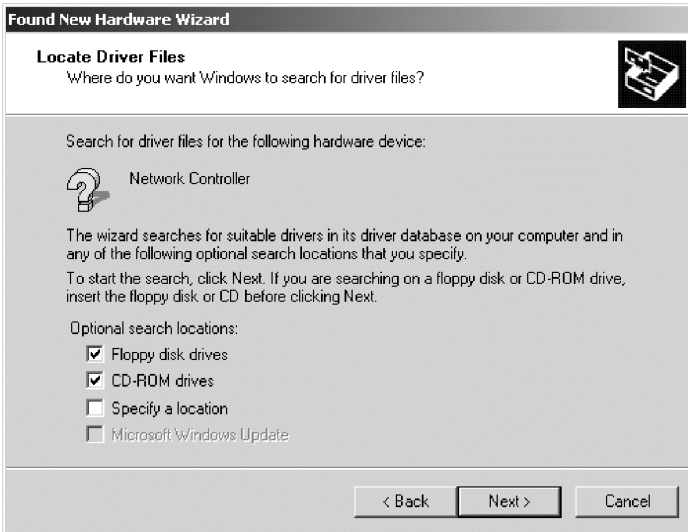 Found New Hardware Wizard
Locate Driver Files
Where do you want Windows to search for driver files?
Search for driver files for the following hardware device:
Network Controller
The wizard searches for suitable drivers in its driver database on your computer and in
any of the following optional search locations that you specify.
To start the search, click Next. If you are searching on a floppy disk or CD-ROM drive,
insert the floppy disk or CD before clicking Next.
Optional search locations:
Floppy disk drives
CD-ROM drives
Specify a location
Microsoft Windows Update
< Back Next > Cancel